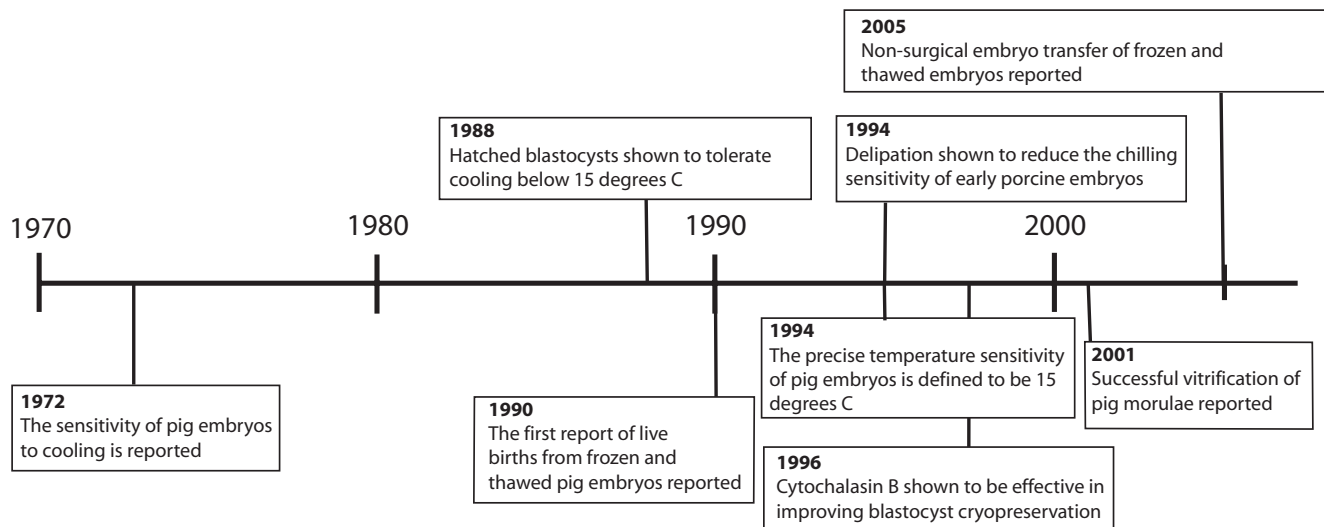 2005
Non-surgical embryo transfer of frozen and
thawed embryos reported
1988
Hatched blastocysts shown to tolerate
cooling below 15 degrees C
1994
Delipation shown to reduce the chilling
sensitivity of early porcine embryos
1970
1980
1990
2000
1972
The sensitivity of pig embryos
to cooling is reported
1990
The first report of live
births from frozen and
thawed pig embryos reported
1994
The precise temperature sensitivity
of pig embryos is defined to be 15
degrees C
1996
Cytochalasin B shown to be effective in
improving blastocyst cryopreservation
2001
Successful vitrification of
pig morulae reported